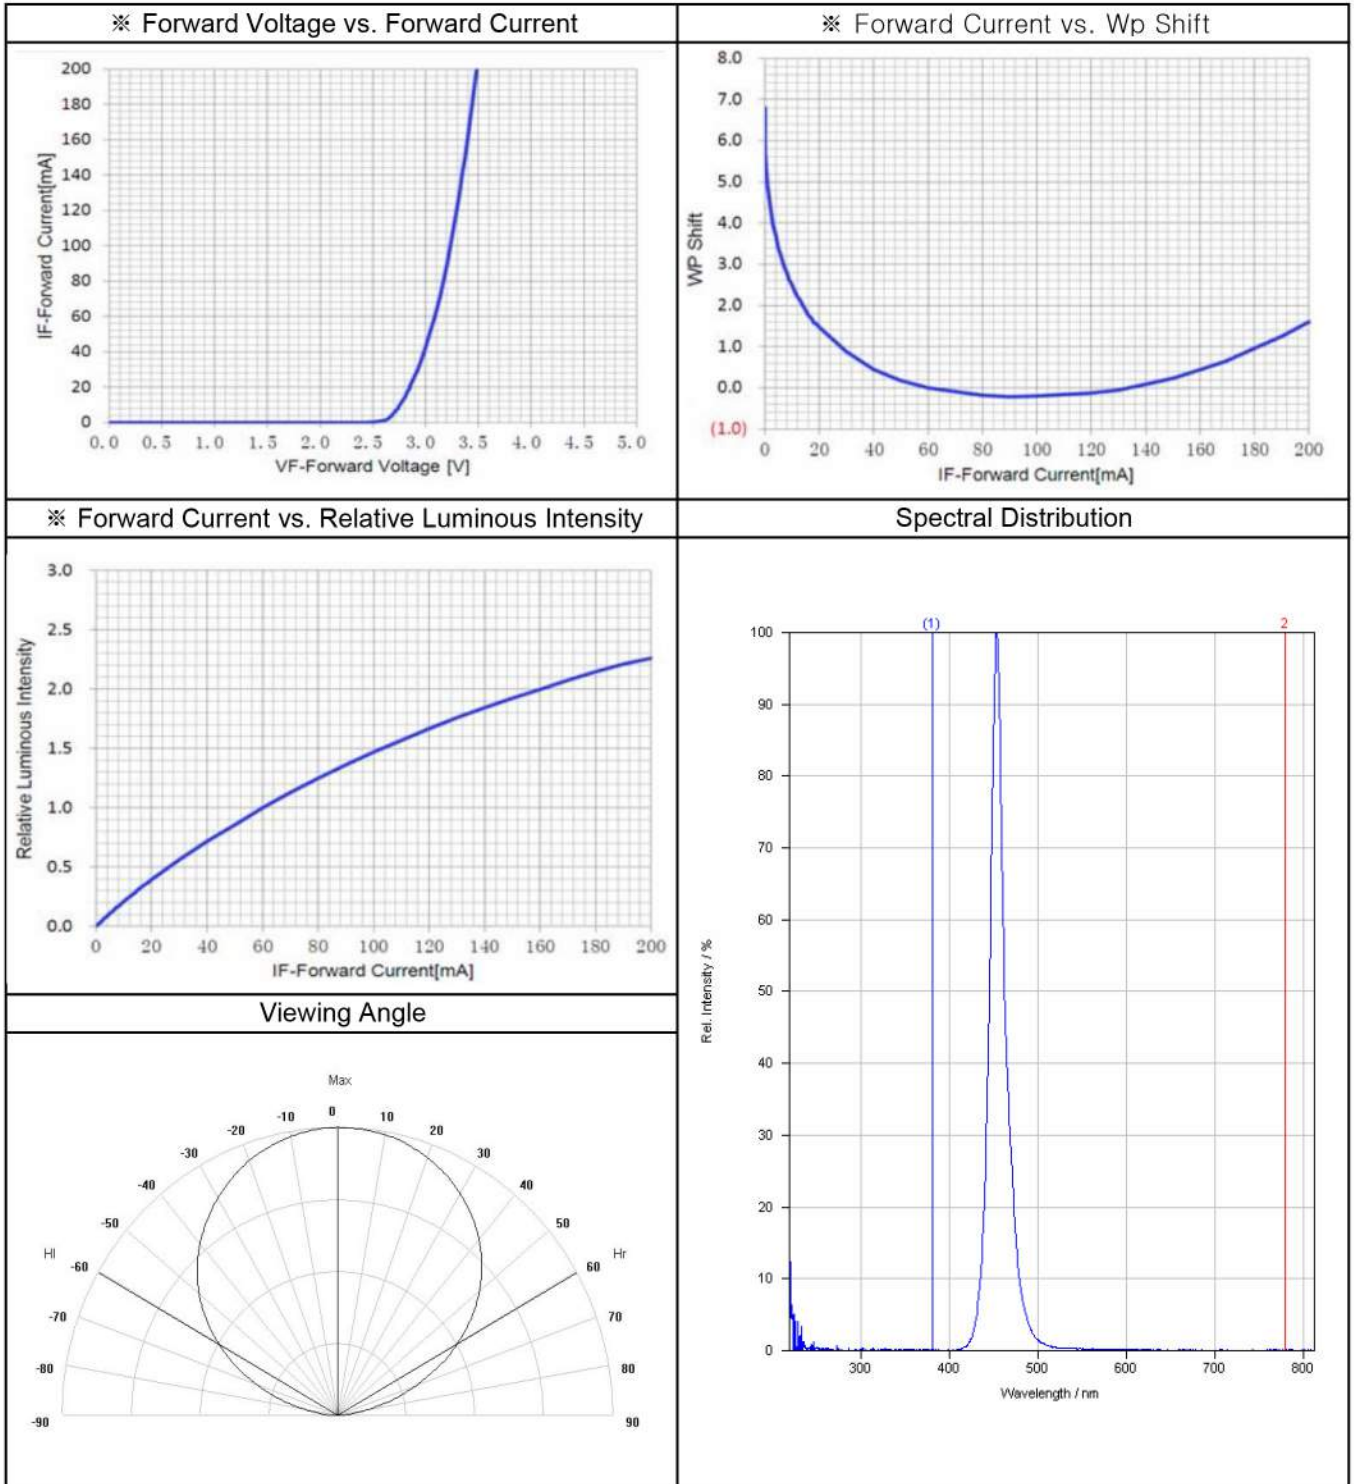 ※ Forward Voltage vs. Forward Current
200
180
160
140
120
100
80
60
40
20
0
IF-Forward Current[mA]
0.0 0.5 1.0 1.5 2.0 2.5 3.0 3.5 4.0 4.5 5.0
VF-Forward Voltage [V]
※ Forward Current vs. Wp Shift
8.0
7.0
6.0
5.0
4.0
3.0
2.0
1.0
0.0
(1.0)
WP Shift
0 20 40 60 80 100 120 140 160 180 200
IF-Forward Current[mA]
※ Forward Current vs. Relative Luminous Intensity
3.0
2.5
2.0
1.5
1.0
0.5
0.0
Relative Luminous Intensity
0 20 40 60 80 100 120 140 160 180 200
IF-Forward Current[mA]
Spectral Distribution
(1) 2
100
90
80
70
60
50
40
30
20
10
0
Rel. Intensity / %
300 400 500 600 700 800
Wavelength / nm
Viewing Angle
Max
-10 0 10
-20 20
-30 30
-40 40
-50 50
Hl Hr
-60 60
-70 70
-80 80
-90 90